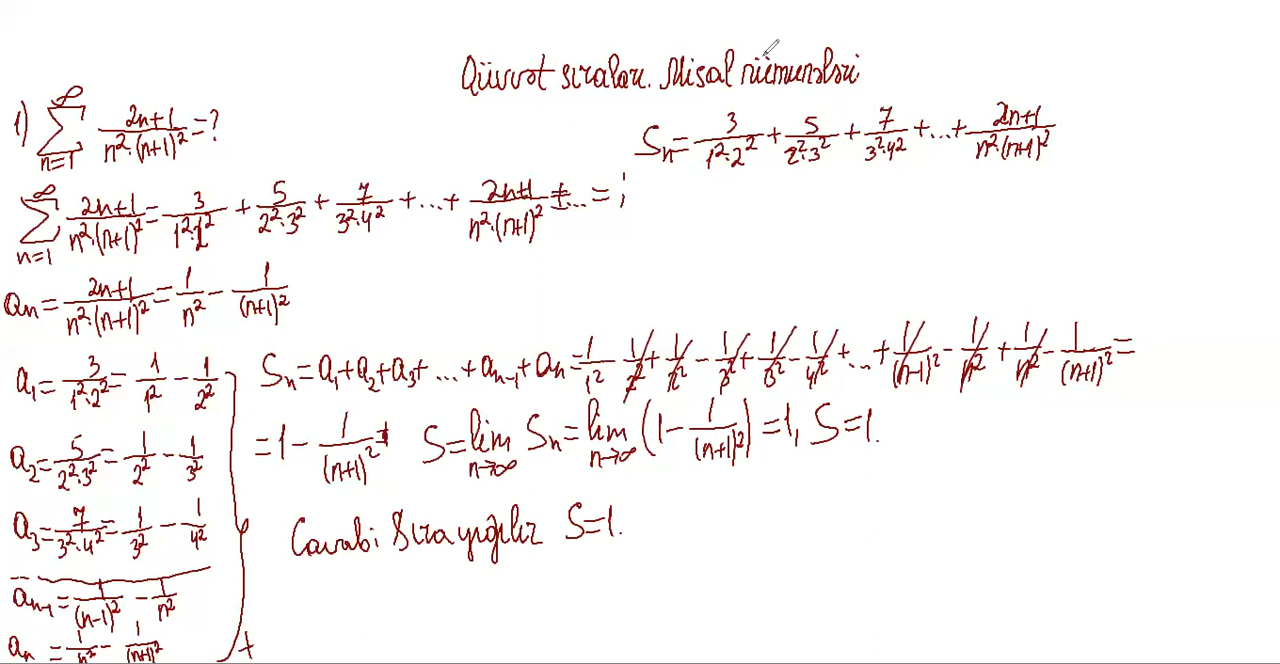 Qüvvət sıraları. Misal nümunələri
1) ∑_{n=1}^{∞} (2n+1)/(n²·(n+1)²) = ?
S_n = 3/(1²·2²) + 5/(2²·3²) + 7/(3²·4²) + ... + (2n+1)/(n²·(n+1)²)
∑_{n=1}^{∞} (2n+1)/(n²·(n+1)²) = 3/(1²·2²) + 5/(2²·3²) + 7/(3²·4²) + ... + (2n+1)/(n²·(n+1)²) + ... = ;
a_n = (2n+1)/(n²·(n+1)²) = 1/n² - 1/(n+1)²
a_1 = 3/(1²·2²) = 1/1² - 1/2²
S_n = a_1 + a_2 + a_3 + ... + a_{n-1} + a_n = 1/1² - 1/2² + 1/2² - 1/3² + 1/3² - 1/4² + ... + 1/(n-1)² - 1/n² + 1/n² - 1/(n+1)² =
= 1 - 1/(n+1)² S = lim_{n→∞} S_n = lim_{n→∞} (1 - 1/(n+1)²) = 1, S = 1.
a_2 = 5/(2²·3²) = 1/2² - 1/3²
a_3 = 7/(3²·4²) = 1/3² - 1/4²
Cavab: Sıra yığılır S = 1.
a_{n-1} = 1/(n-1)² - 1/n²
a_n = 1/n² - 1/(n+1)²
+